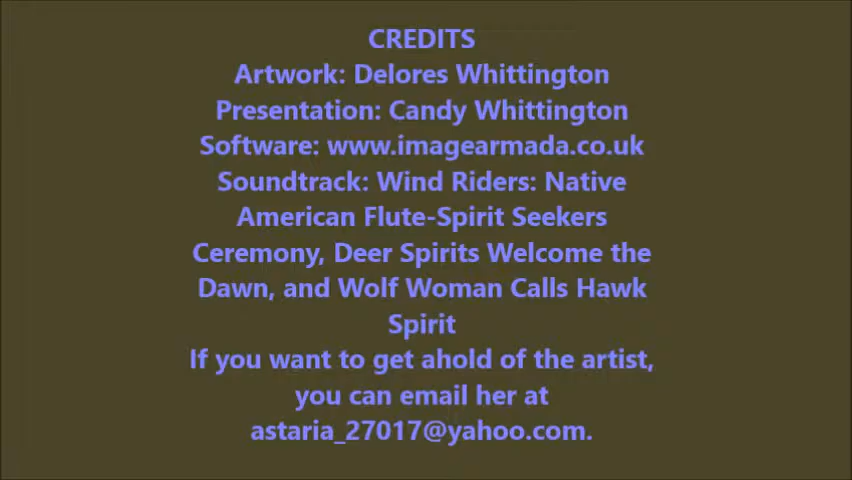 CREDITS
Artwork: Delores Whittington
Presentation: Candy Whittington
Software: www.imagearmada.co.uk
Soundtrack: Wind Riders: Native
American Flute-Spirit Seekers
Ceremony, Deer Spirits Welcome the
Dawn, and Wolf Woman Calls Hawk
Spirit
If you want to get ahold of the artist,
you can email her at
astaria_27017@yahoo.com.